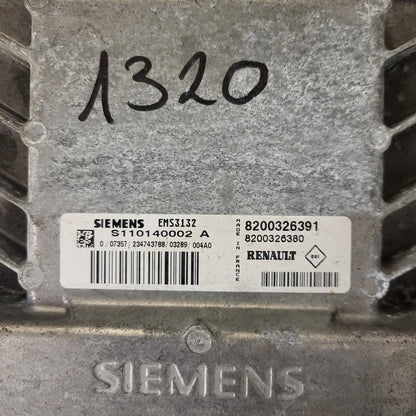 1320
SIEMENS EMS3132
S110140002 A
0 / 07357 / 234743788 / 03289 / 004A0
MADE IN FRANCE
8200326391
8200326380
RENAULT
SIEMENS